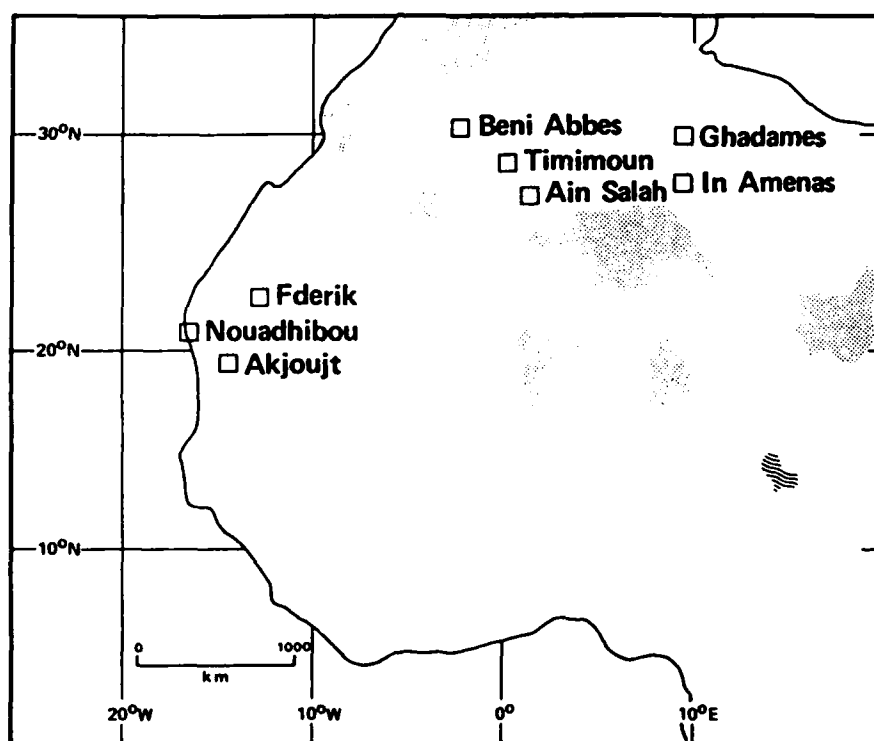 30°N
Beni Abbes
Ghadames
Timimoun
Ain Salah
In Amenas
Fderik
Nouadhibou
20°N
Akjoujt
10°N
0 1000
km
20°W 10°W 0° 10°E